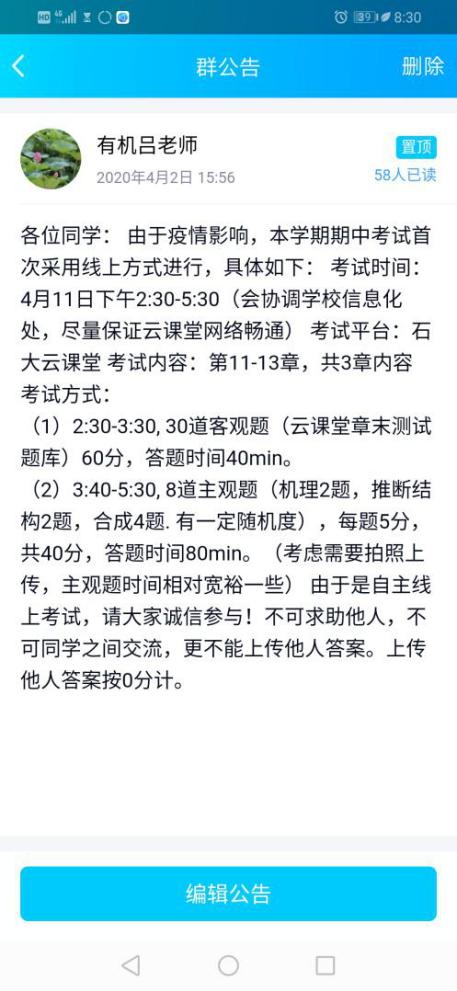 HD 4G 39 8:30
群公告
删除
有机吕老师
置顶
2020年4月2日 15:56
58人已读
各位同学： 由于疫情影响，本学期期中考试首
次采用线上方式进行，具体如下： 考试时间：
4月11日下午2:30-5:30（会协调学校信息化
处，尽量保证云课堂网络畅通） 考试平台：石
大云课堂 考试内容：第11-13章，共3章内容
考试方式：
（1）2:30-3:30, 30道客观题（云课堂章末测试
题库）60分，答题时间40min。
（2）3:40-5:30, 8道主观题（机理2题，推断结
构2题，合成4题. 有一定随机度），每题5分，
共40分，答题时间80min。（考虑需要拍照上
传，主观题时间相对宽裕一些） 由于是自主线
上考试，请大家诚信参与！不可求助他人，不
可同学之间交流，更不能上传他人答案。上传
他人答案按0分计。
编辑公告